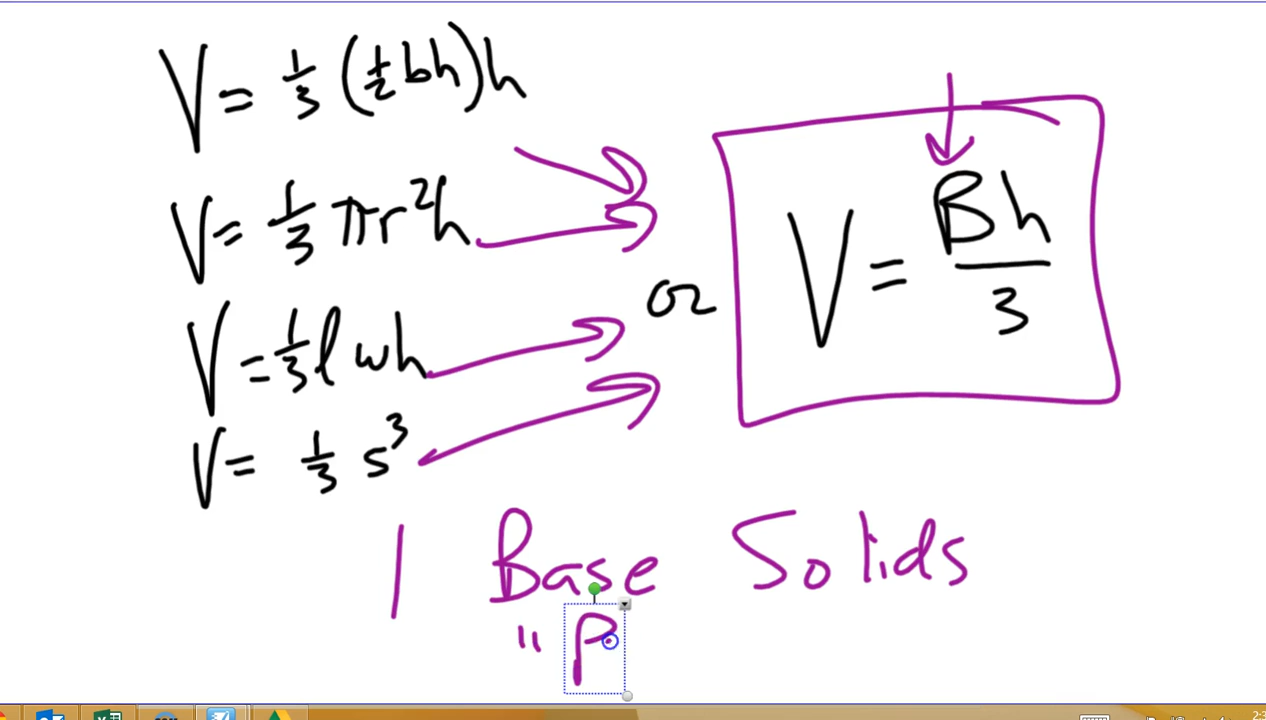 V = 1/3 (1/2 bh)h
V = 1/3 πr²h
V = 1/3 l wh
V = 1/3 s³
or
V = Bh/3
1 Base Solids
"P